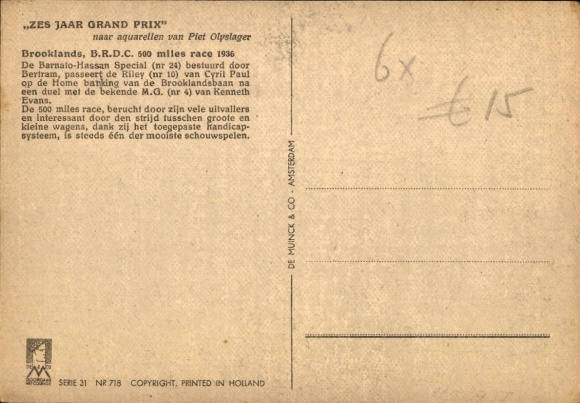 „ZES JAAR GRAND PRIX"
naar aquarellen van Piet Olyslager
Brooklands, B.R.D.C. 500 miles race 1936
De Barnato-Hassan Special (nr 24) bestuurd door
Bertram, passeert de Riley (nr 10) van Cyril Paul
op de Home banking van de Brooklandsbaan na
een duel met de bekende M.G. (nr 4) van Kenneth
Evans.
De 500 miles race, berucht door zijn vele uitvallers
en interessant door den strijd tusschen groote en
kleine wagens, dank zij het toegepaste handicap-
systeem, is steeds één der mooiste schouwspelen.
6x
€ 15
DE MUINCK & CO - AMSTERDAM
SERIE 31 NR 718 COPYRIGHT, PRINTED IN HOLLAND